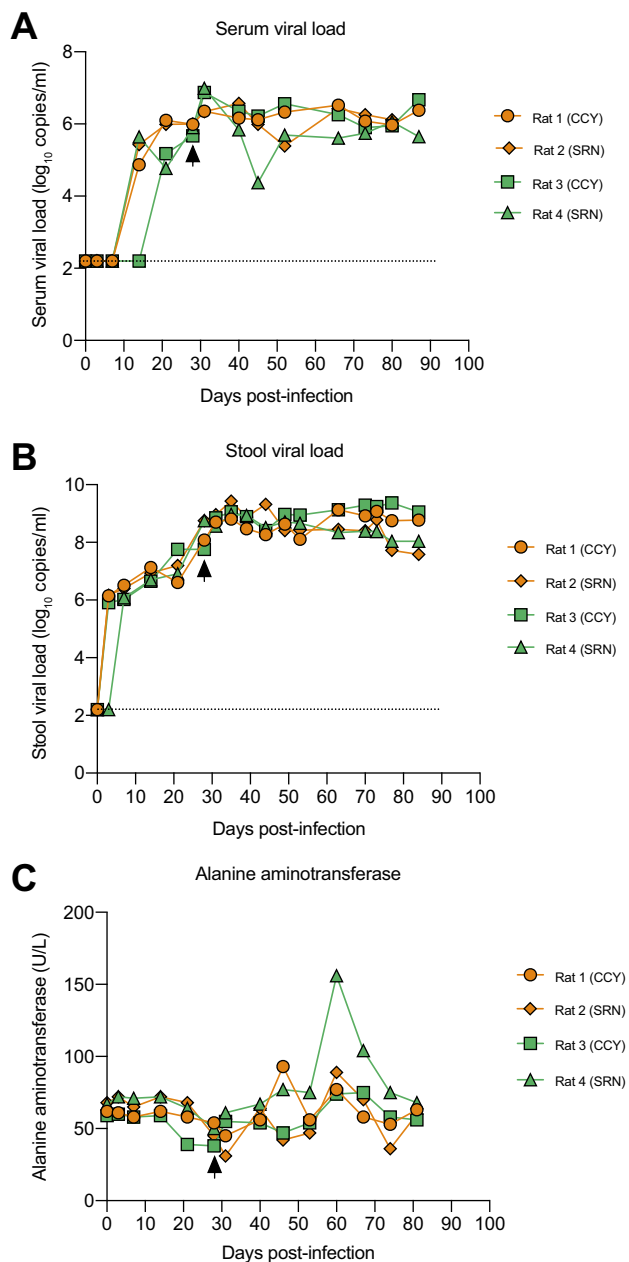 A
Serum viral load
Serum viral load (log10 copies/ml)
8
6
4
2
0
0 10 20 30 40 50 60 70 80 90 100
Days post-infection
Rat 1 (CCY)
Rat 2 (SRN)
Rat 3 (CCY)
Rat 4 (SRN)
B
Stool viral load
Stool viral load (log10 copies/ml)
10
8
6
4
2
0
0 10 20 30 40 50 60 70 80 90 100
Days post-infection
Rat 1 (CCY)
Rat 2 (SRN)
Rat 3 (CCY)
Rat 4 (SRN)
C
Alanine aminotransferase
Alanine aminotransferase (U/L)
200
150
100
50
0
0 10 20 30 40 50 60 70 80 90 100
Days post-infection
Rat 1 (CCY)
Rat 2 (SRN)
Rat 3 (CCY)
Rat 4 (SRN)